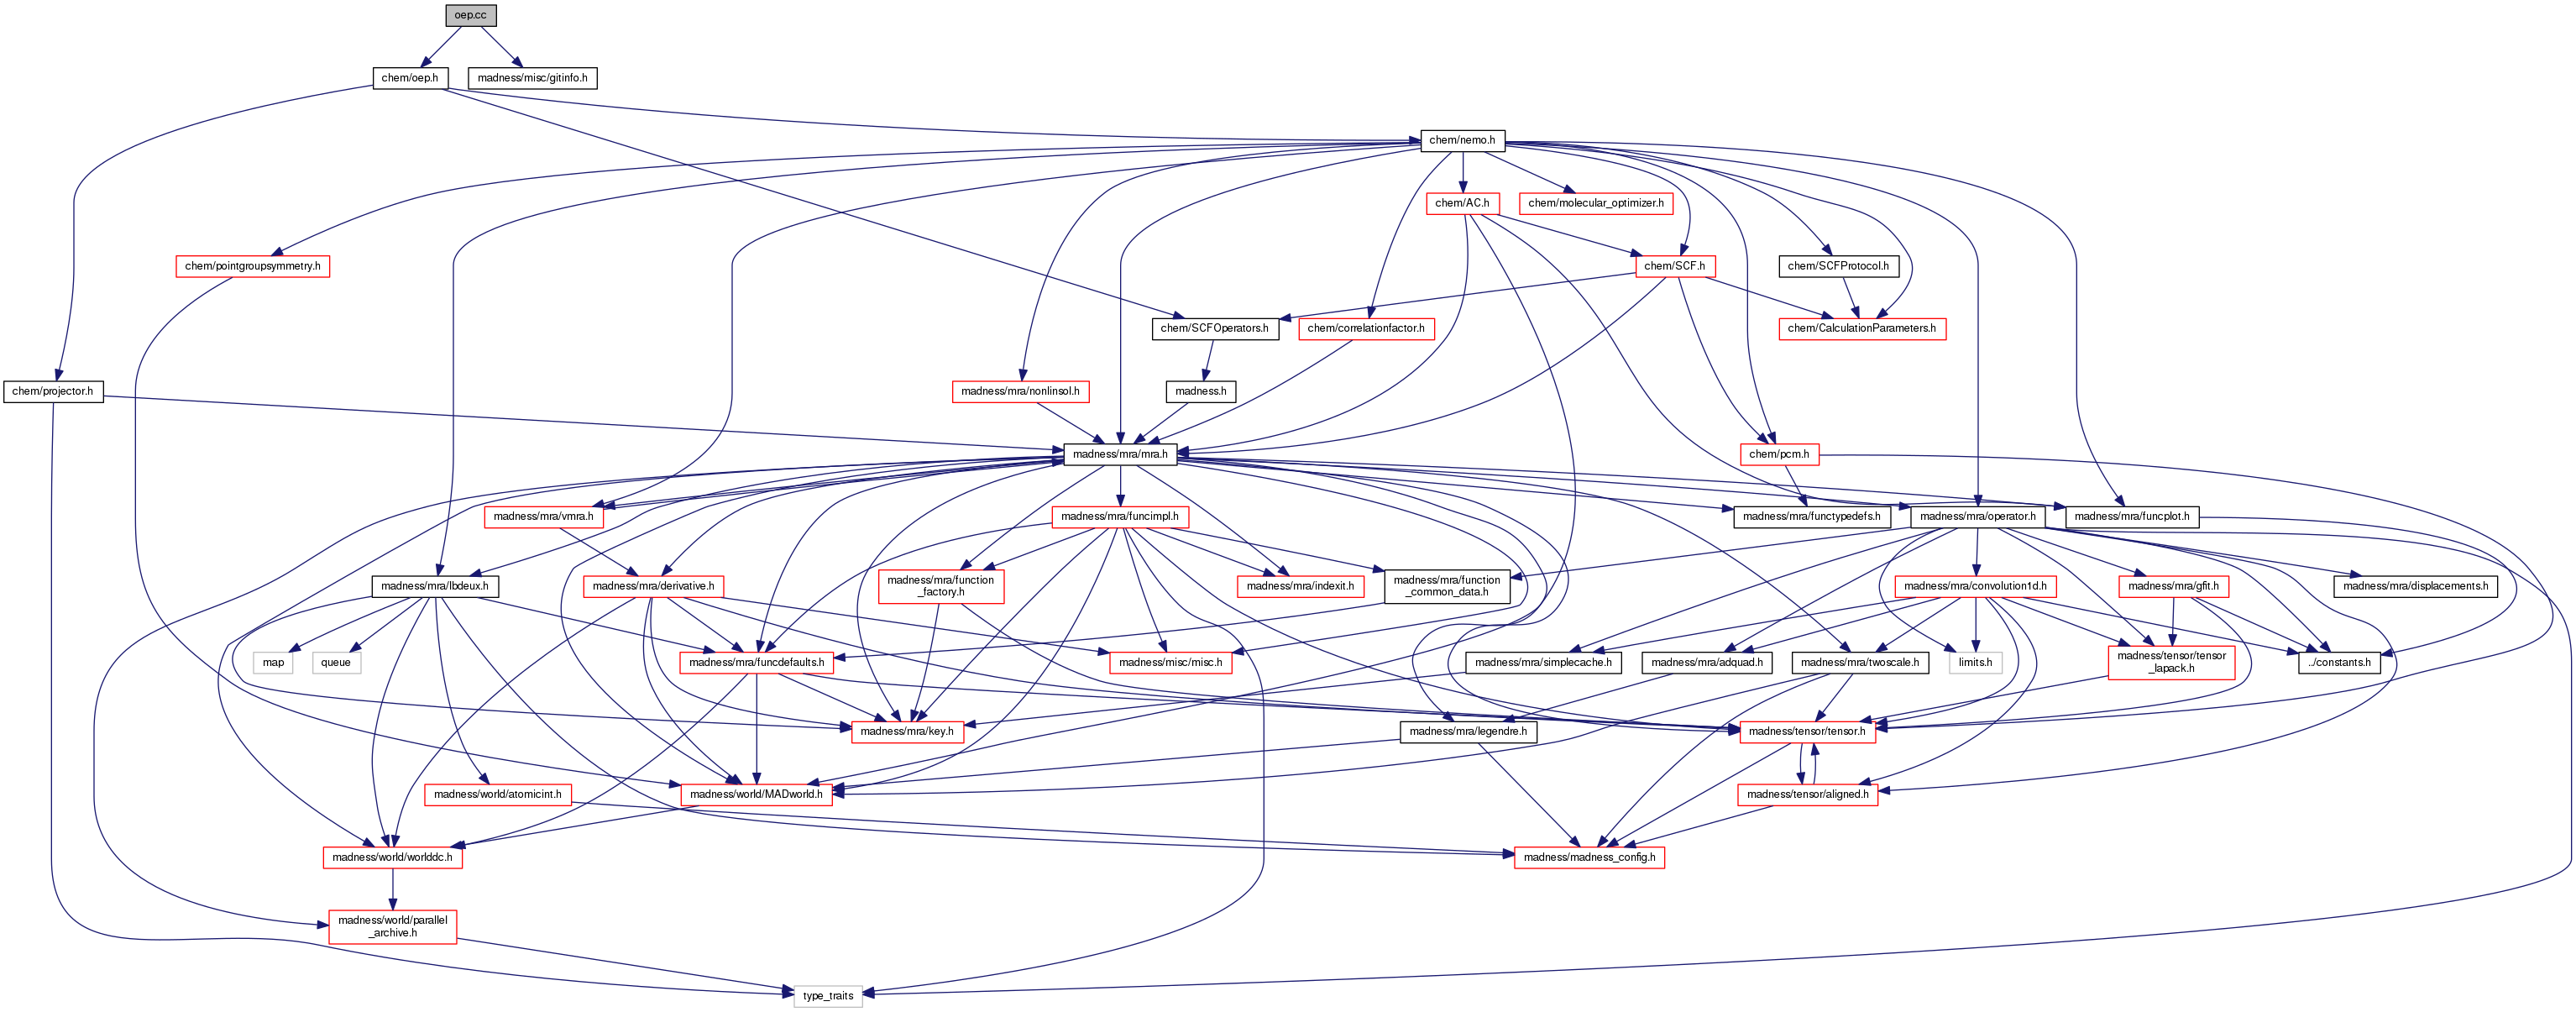 oep.cc
chem/oep.h
madness/misc/gitinfo.h
chem/nemo.h
chem/AC.h
chem/molecular_optimizer.h
chem/pointgroupsymmetry.h
chem/SCF.h
chem/SCFProtocol.h
chem/SCFOperators.h
chem/correlationfactor.h
chem/CalculationParameters.h
chem/projector.h
madness/mra/nonlinsol.h
madness.h
madness/mra/mra.h
chem/pcm.h
madness/mra/vmra.h
madness/mra/funcimpl.h
madness/mra/functypedefs.h
madness/mra/operator.h
madness/mra/funcplot.h
madness/mra/lbdeux.h
madness/mra/derivative.h
madness/mra/function
_factory.h
madness/mra/indexit.h
madness/mra/function
_common_data.h
madness/mra/convolution1d.h
madness/mra/gfit.h
madness/mra/displacements.h
map
queue
madness/mra/funcdefaults.h
madness/misc/misc.h
madness/mra/simplecache.h
madness/mra/adquad.h
madness/mra/twoscale.h
limits.h
madness/tensor/tensor
_lapack.h
../constants.h
madness/mra/key.h
madness/mra/legendre.h
madness/tensor/tensor.h
madness/world/atomicint.h
madness/world/MADworld.h
madness/tensor/aligned.h
madness/world/worlddc.h
madness/madness_config.h
madness/world/parallel
_archive.h
type_traits